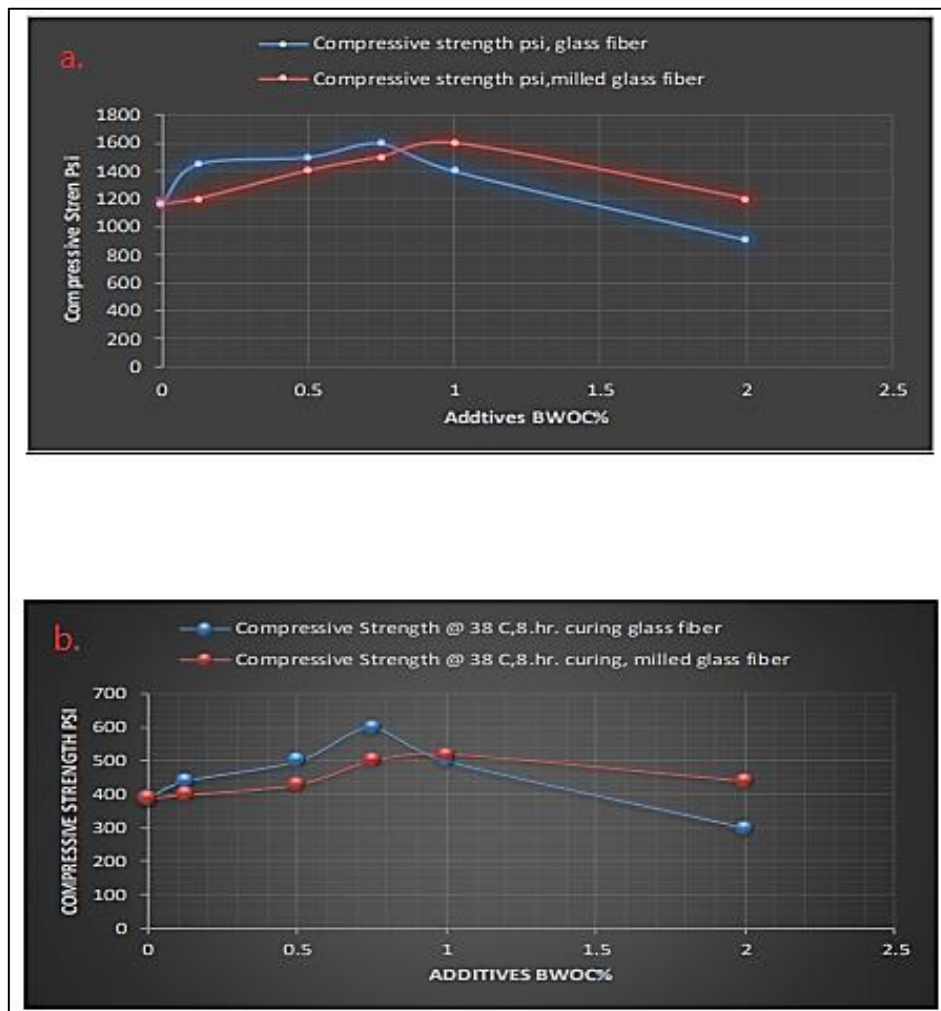 a.
Compressive strength psi, glass fiber
Compressive strength psi,milled glass fiber
Compressive Stren Psi
1800
1600
1400
1200
1000
800
600
400
200
0
0 0.5 1 1.5 2 2.5
Addtives BWOC%
b.
Compressive Strength @ 38 C,8.hr. curing glass fiber
Compressive Strength @ 38 C,8.hr. curing, milled glass fiber
COMPRESSIVE STRENGTH PSI
700
600
500
400
300
200
100
0
0 0.5 1 1.5 2 2.5
ADDITIVES BWOC%